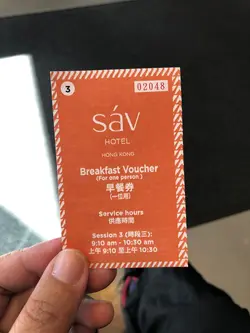 3
02048
sáv
HOTEL
HONG KONG
Breakfast Voucher
(For one person)
早餐券
(一位用)
Service hours
供應時間
Session 3 (時段三):
9:10 am - 10:30 am
上午 9:10 至上午 10:30